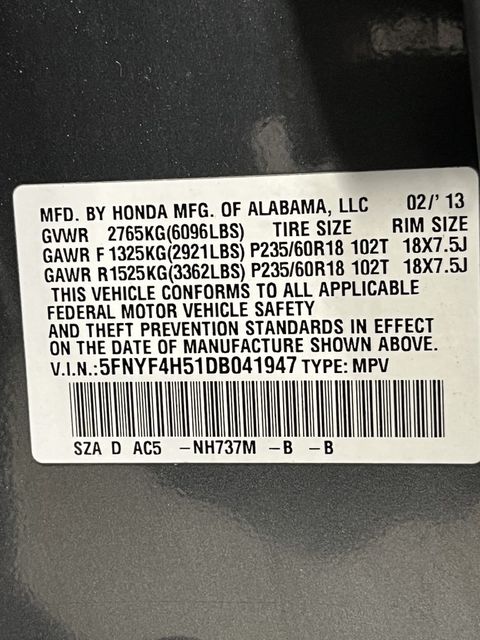 MFD. BY HONDA MFG. OF ALABAMA, LLC 02/' 13
GVWR 2765KG(6096LBS) TIRE SIZE RIM SIZE
GAWR F 1325KG(2921LBS) P235/60R18 102T 18X7.5J
GAWR R1525KG(3362LBS) P235/60R18 102T 18X7.5J
THIS VEHICLE CONFORMS TO ALL APPLICABLE
FEDERAL MOTOR VEHICLE SAFETY
AND THEFT PREVENTION STANDARDS IN EFFECT
ON THE DATE OF MANUFACTURE SHOWN ABOVE.
V.I.N.:5FNYF4H51DB041947 TYPE: MPV
SZA D AC5 -NH737M -B -B